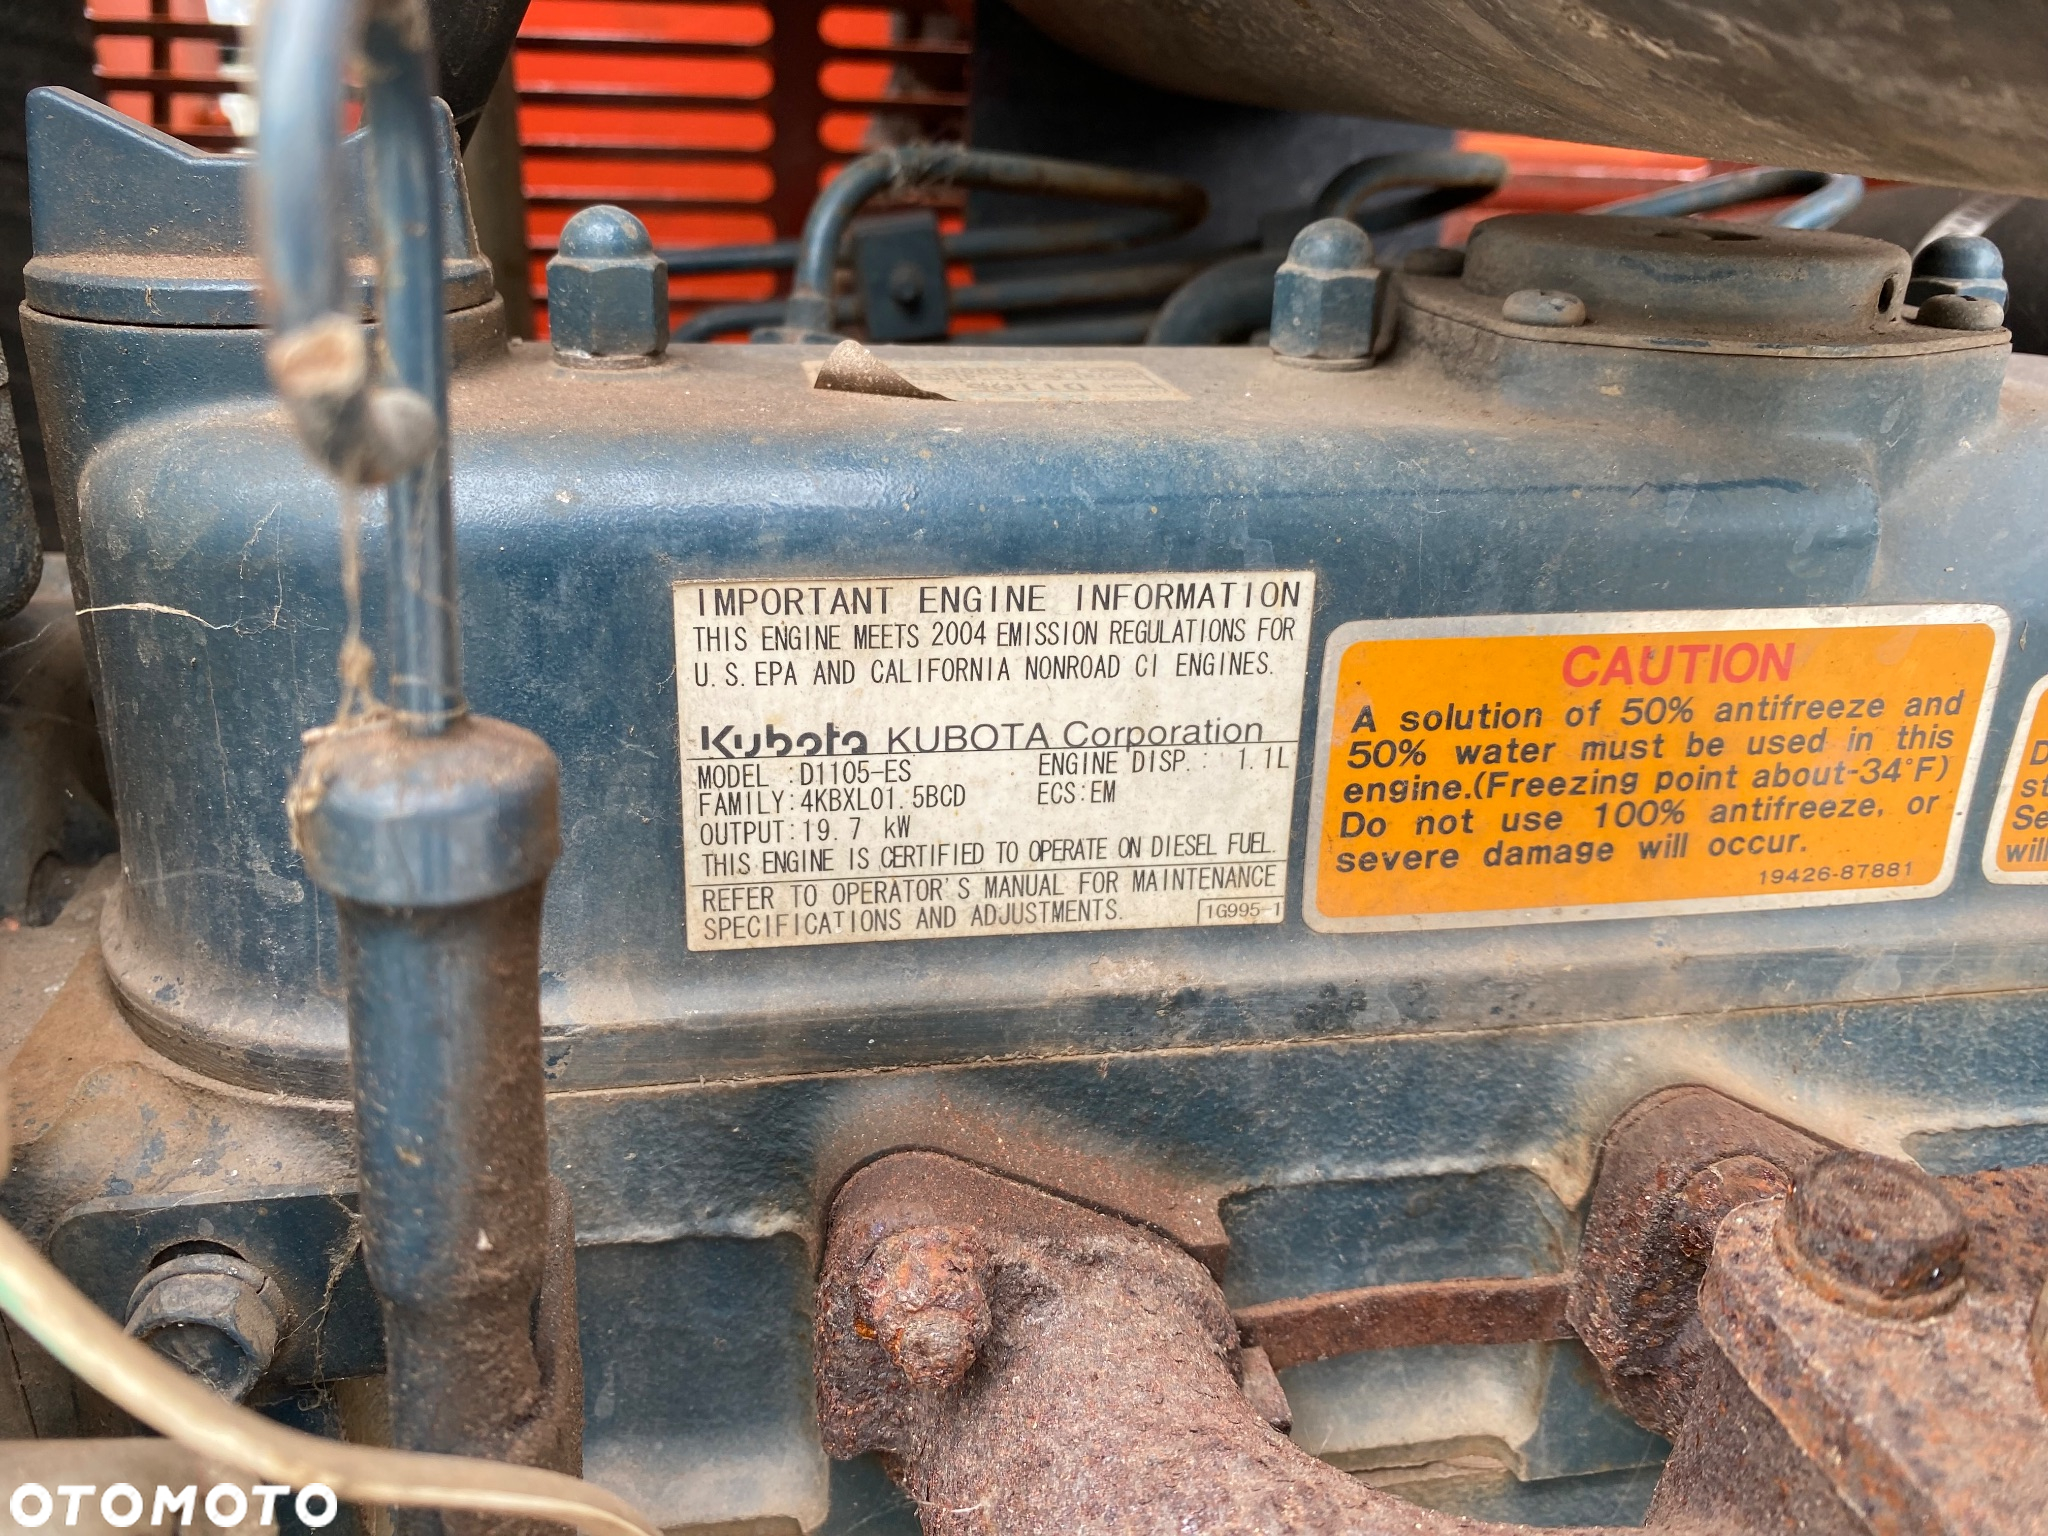 D1105
IMPORTANT ENGINE INFORMATION
THIS ENGINE MEETS 2004 EMISSION REGULATIONS FOR
U.S.EPA AND CALIFORNIA NONROAD CI ENGINES.
Kubota KUBOTA Corporation
MODEL :D1105-ES ENGINE DISP.: 1.1L
FAMILY:4KBXL01.5BCD ECS:EM
OUTPUT:19.7 kW
THIS ENGINE IS CERTIFIED TO OPERATE ON DIESEL FUEL.
REFER TO OPERATOR'S MANUAL FOR MAINTENANCE
SPECIFICATIONS AND ADJUSTMENTS. 1G995-1
CAUTION
A solution of 50% antifreeze and
50% water must be used in this
engine.(Freezing point about-34°F)
Do not use 100% antifreeze, or
severe damage will occur.
19426-87881
D
st
Se
will
OTOMOTO